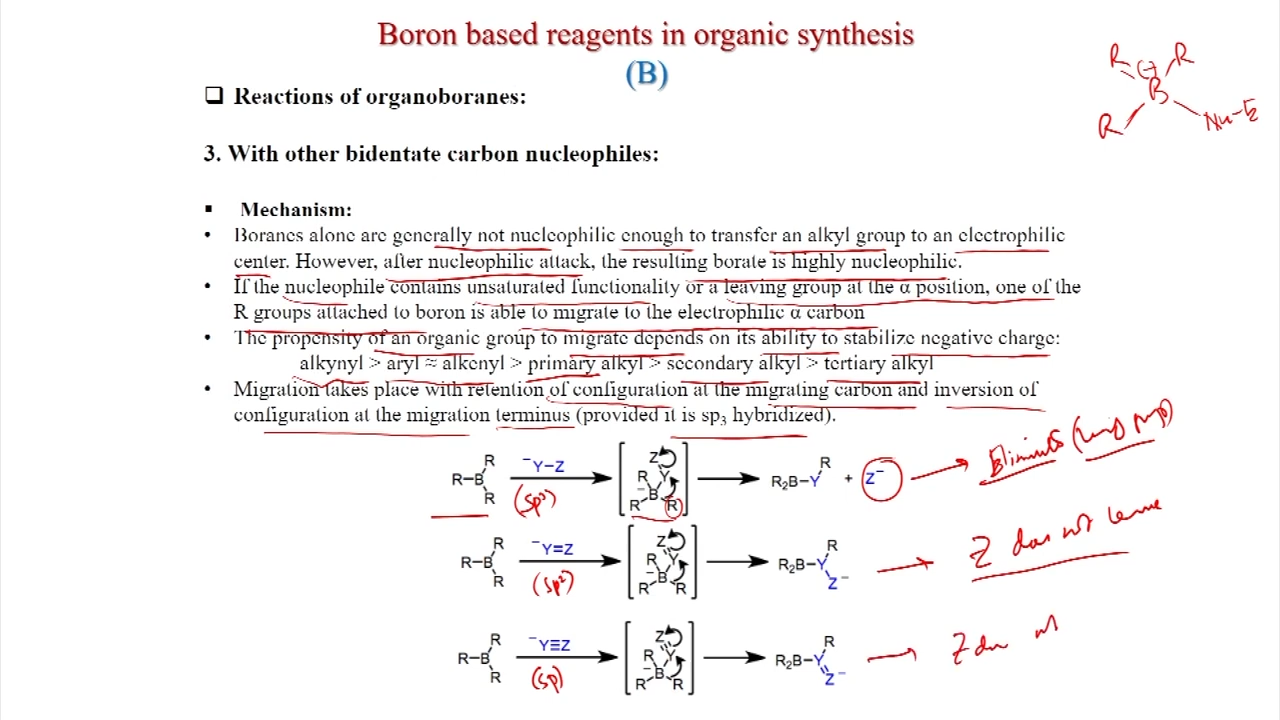 Boron based reagents in organic synthesis
(B)
❑ Reactions of organoboranes:
3. With other bidentate carbon nucleophiles:
▪ Mechanism:
• Boranes alone are generally not nucleophilic enough to transfer an alkyl group to an electrophilic
center. However, after nucleophilic attack, the resulting borate is highly nucleophilic.
• If the nucleophile contains unsaturated functionality or a leaving group at the α position, one of the
R groups attached to boron is able to migrate to the electrophilic α carbon
• The propensity of an organic group to migrate depends on its ability to stabilize negative charge:
alkynyl > aryl ≈ alkenyl > primary alkyl > secondary alkyl > tertiary alkyl
• Migration takes place with retention of configuration at the migrating carbon and inversion of
configuration at the migration terminus (provided it is sp3 hybridized).
R R
R B Nu-E
R-B R R ⁻Y-Z (sp3) Z R Y B⁻ R R R2B-Y R + Z⁻
R-B R R ⁻Y=Z (sp2) Z R Y B⁻ R R R2B-Y R Z⁻ Z does not leave
R-B R R ⁻Y≡Z (sp) Z R Y B⁻ R R R2B-Y R Z⁻ Z